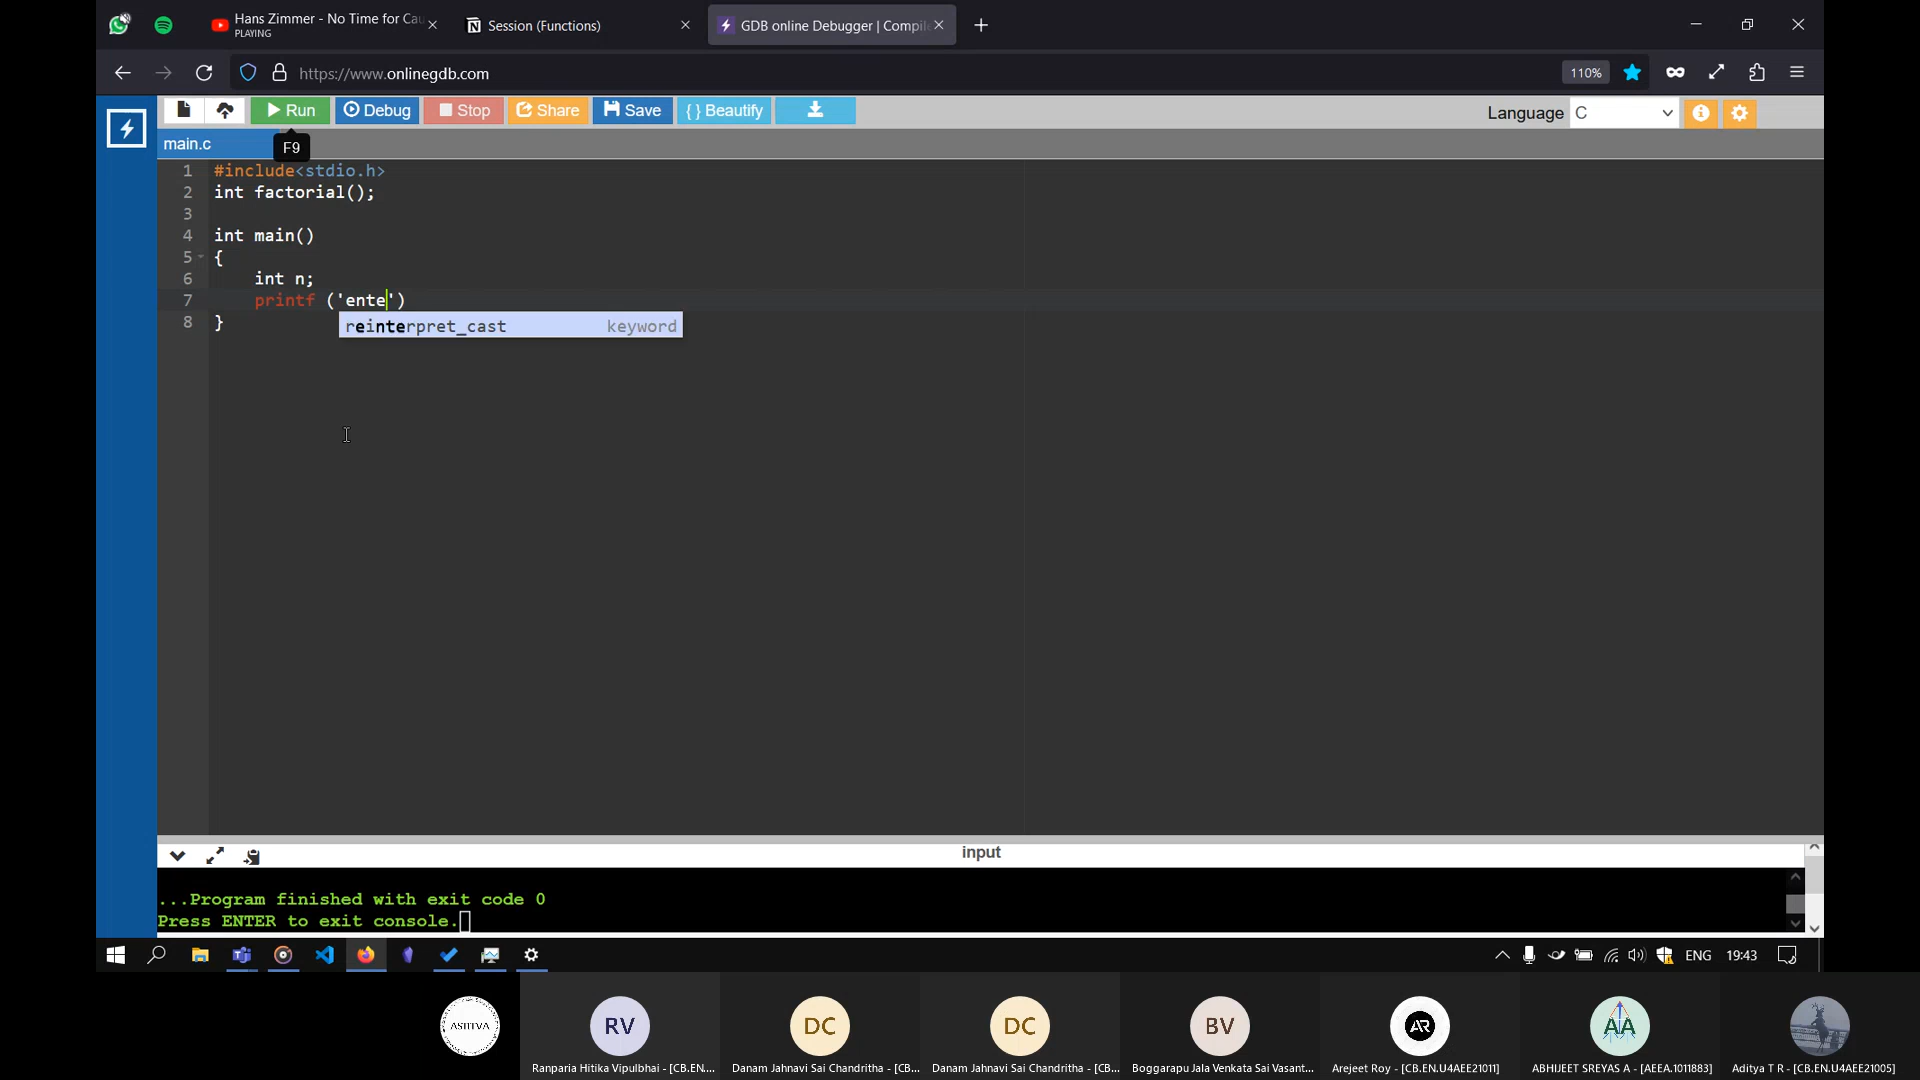 Hans Zimmer - No Time for Cau
PLAYING
Session (Functions)
GDB online Debugger | Compile
https://www.onlinegdb.com
110%
Run
Debug
Stop
Share
Save
{ } Beautify
Language
C
main.c
F9
1 #include<stdio.h>
2 int factorial();
3
4 int main()
5 {
6 int n;
7 printf ('ente')
8 }
reinterpret_cast keyword
input
...Program finished with exit code 0
Press ENTER to exit console.
ENG
19:43
ASTITVA
RV
DC
DC
BV
AR
AA
Ranparia Hitika Vipulbhai - [CB.EN....
Danam Jahnavi Sai Chandritha - [CB...
Danam Jahnavi Sai Chandritha - [CB...
Boggarapu Jala Venkata Sai Vasant...
Arejeet Roy - [CB.EN.U4AEE21011]
ABHIJEET SREYAS A - [AEEA.1011883]
Aditya T R - [CB.EN.U4AEE21005]